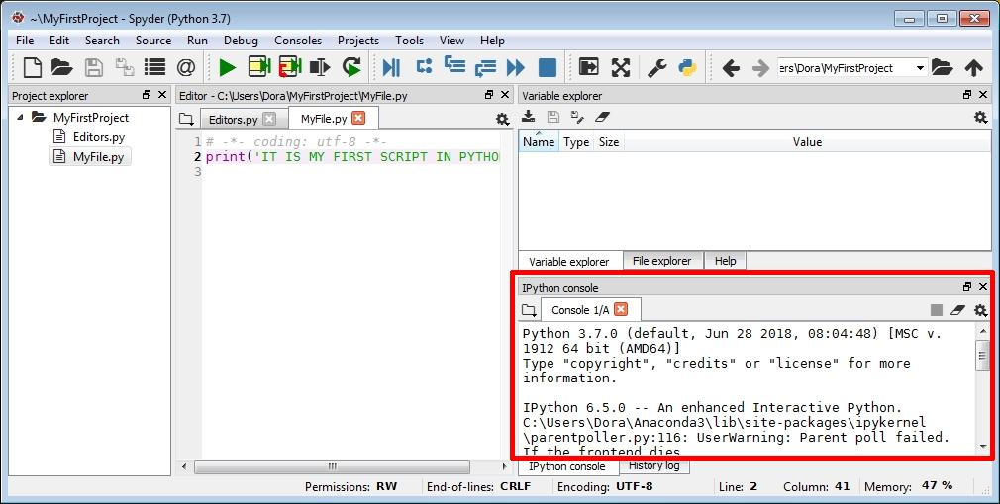 ~\MyFirstProject - Spyder (Python 3.7)
File Edit Search Source Run Debug Consoles Projects Tools View Help
@
ers\Dora\MyFirstProject
Project explorer
MyFirstProject
Editors.py
MyFile.py
Editor - C:\Users\Dora\MyFirstProject\MyFile.py
Editors.py MyFile.py
1 # -*- coding: utf-8 -*-
2 print('IT IS MY FIRST SCRIPT IN PYTHO
3
Variable explorer
Name Type Size Value
Variable explorer File explorer Help
IPython console
Console 1/A
Python 3.7.0 (default, Jun 28 2018, 08:04:48) [MSC v.
1912 64 bit (AMD64)]
Type "copyright", "credits" or "license" for more
information.
IPython 6.5.0 -- An enhanced Interactive Python.
C:\Users\Dora\Anaconda3\lib\site-packages\ipykernel
\parentpoller.py:116: UserWarning: Parent poll failed.
If the frontend dies
IPython console History log
Permissions: RW End-of-lines: CRLF Encoding: UTF-8 Line: 2 Column: 41 Memory: 47 %